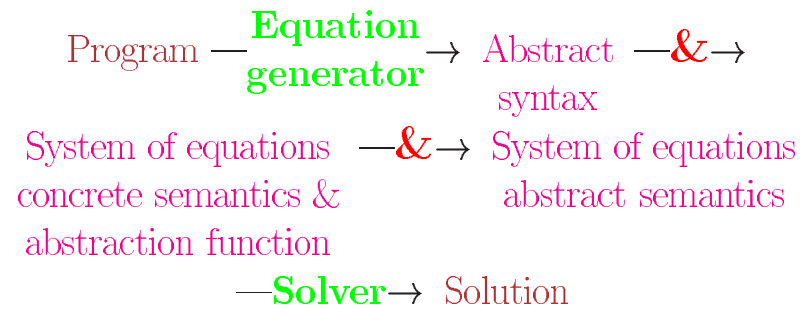 Program —Equation generator→ Abstract syntax —&→
System of equations concrete semantics & abstraction function —&→ System of equations abstract semantics
—Solver→ Solution